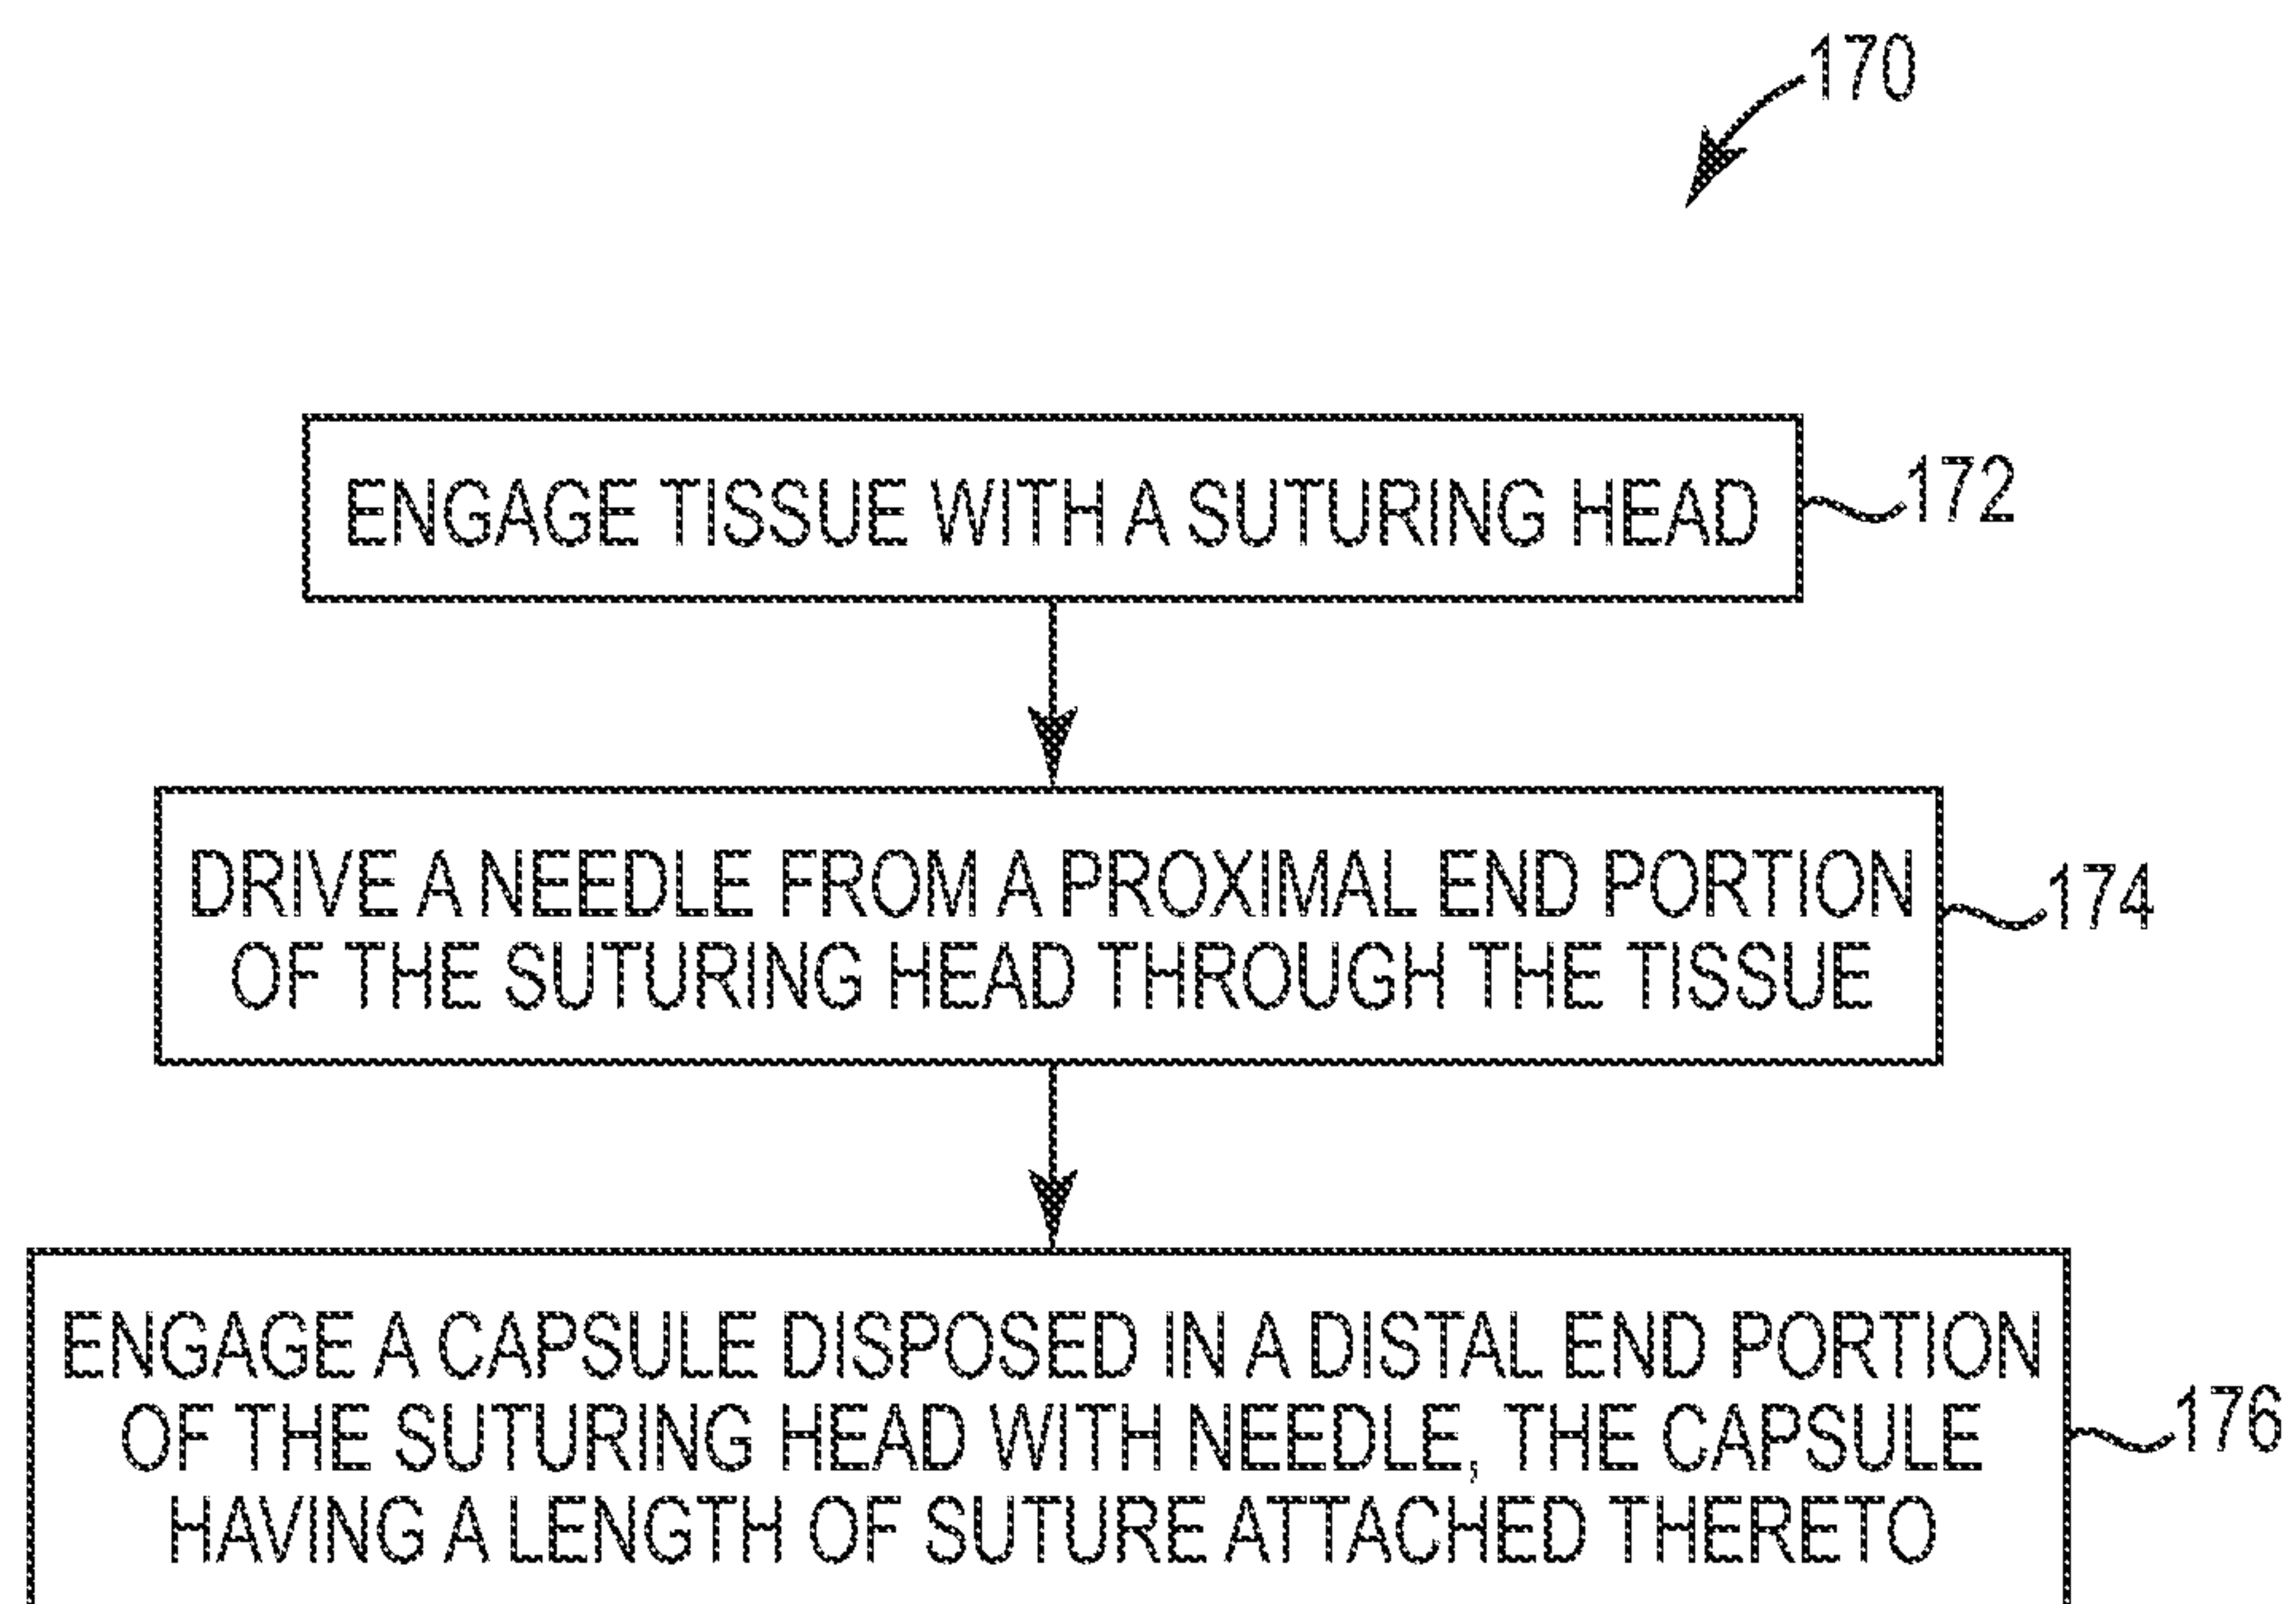 170
ENGAGE TISSUE WITH A SUTURING HEAD
172
DRIVE A NEEDLE FROM A PROXIMAL END PORTION
OF THE SUTURING HEAD THROUGH THE TISSUE
174
ENGAGE A CAPSULE DISPOSED IN A DISTAL END PORTION
OF THE SUTURING HEAD WITH NEEDLE, THE CAPSULE
HAVING A LENGTH OF SUTURE ATTACHED THERETO
176